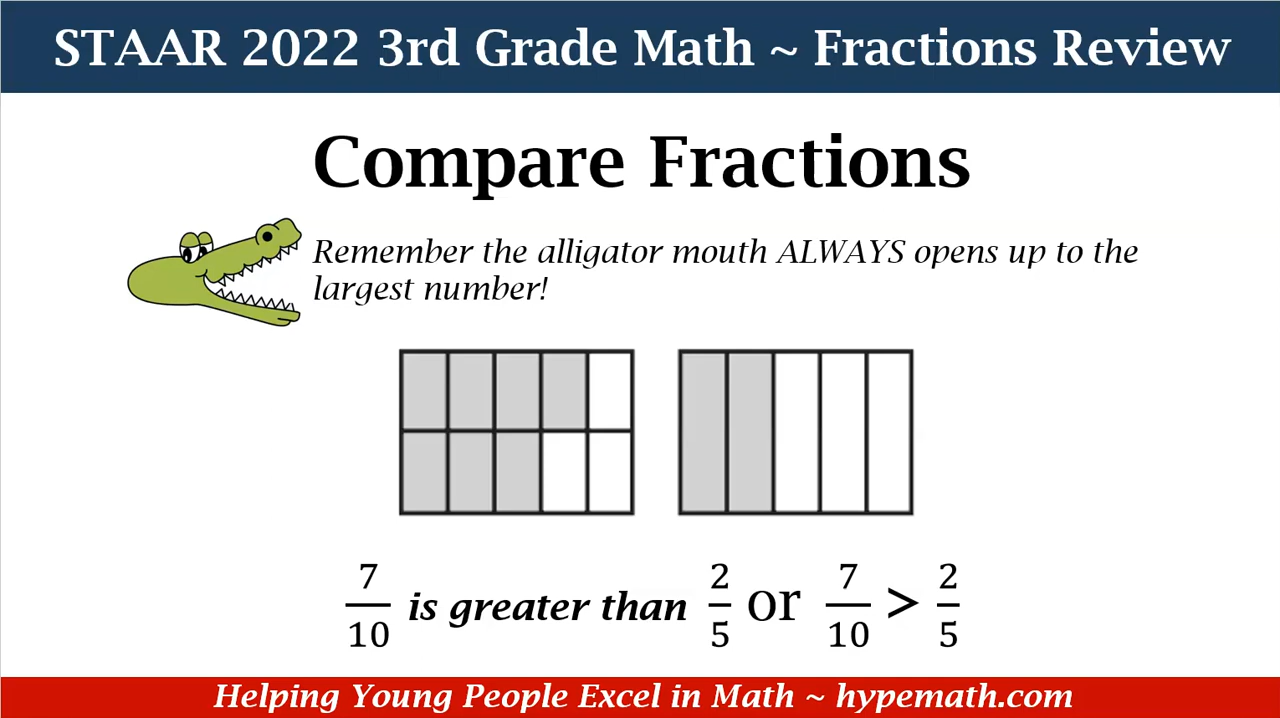 STAAR 2022 3rd Grade Math ~ Fractions Review
Compare Fractions
Remember the alligator mouth ALWAYS opens up to the
largest number!
7/10 is greater than 2/5 or 7/10 > 2/5
Helping Young People Excel in Math ~ hypemath.com